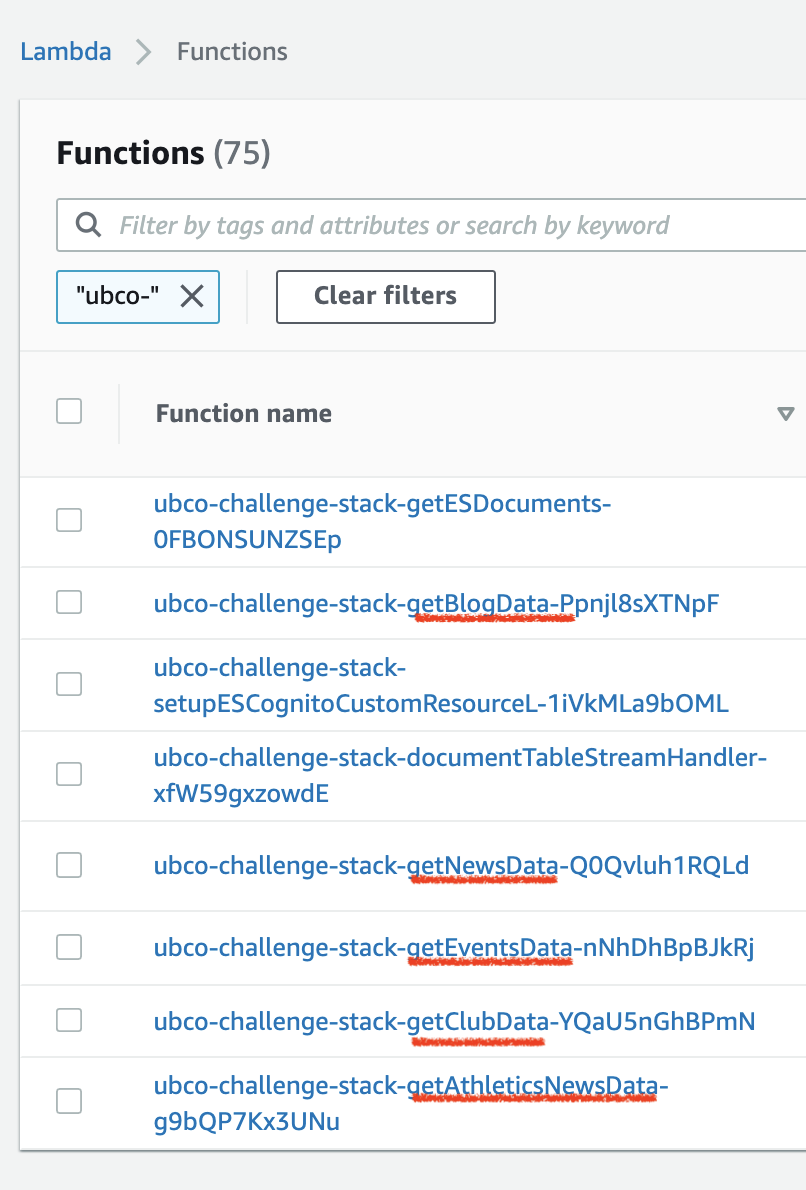 Lambda > Functions
Functions (75)
Filter by tags and attributes or search by keyword
"ubco-" Clear filters
Function name
ubco-challenge-stack-getESDocuments-
0FBONSUNZSEp
ubco-challenge-stack-getBlogData-Ppnjl8sXTNpF
ubco-challenge-stack-
setupESCognitoCustomResourceL-1iVkMLa9bOML
ubco-challenge-stack-documentTableStreamHandler-
xfW59gxzowdE
ubco-challenge-stack-getNewsData-Q0Qvluh1RQLd
ubco-challenge-stack-getEventsData-nNhDhBpBJkRj
ubco-challenge-stack-getClubData-YQaU5nGhBPmN
ubco-challenge-stack-getAthleticsNewsData-
g9bQP7Kx3UNu